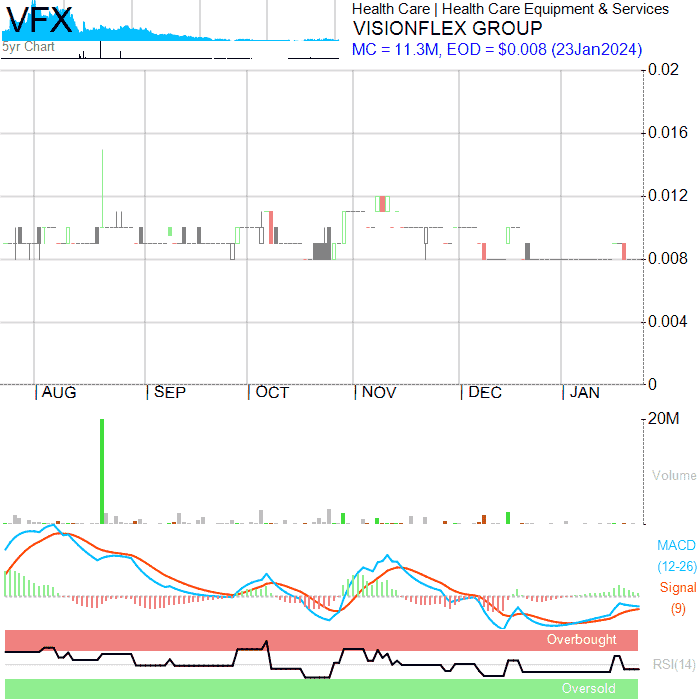 VFX
5yr Chart
Health Care | Health Care Equipment & Services
VISIONFLEX GROUP
MC = 11.3M, EOD = $0.008 (23Jan2024)
0.02
0.016
0.012
0.008
0.004
0
AUG SEP OCT NOV DEC JAN
20M
Volume
MACD
(12-26)
Signal
(9)
Overbought
RSI(14)
Oversold